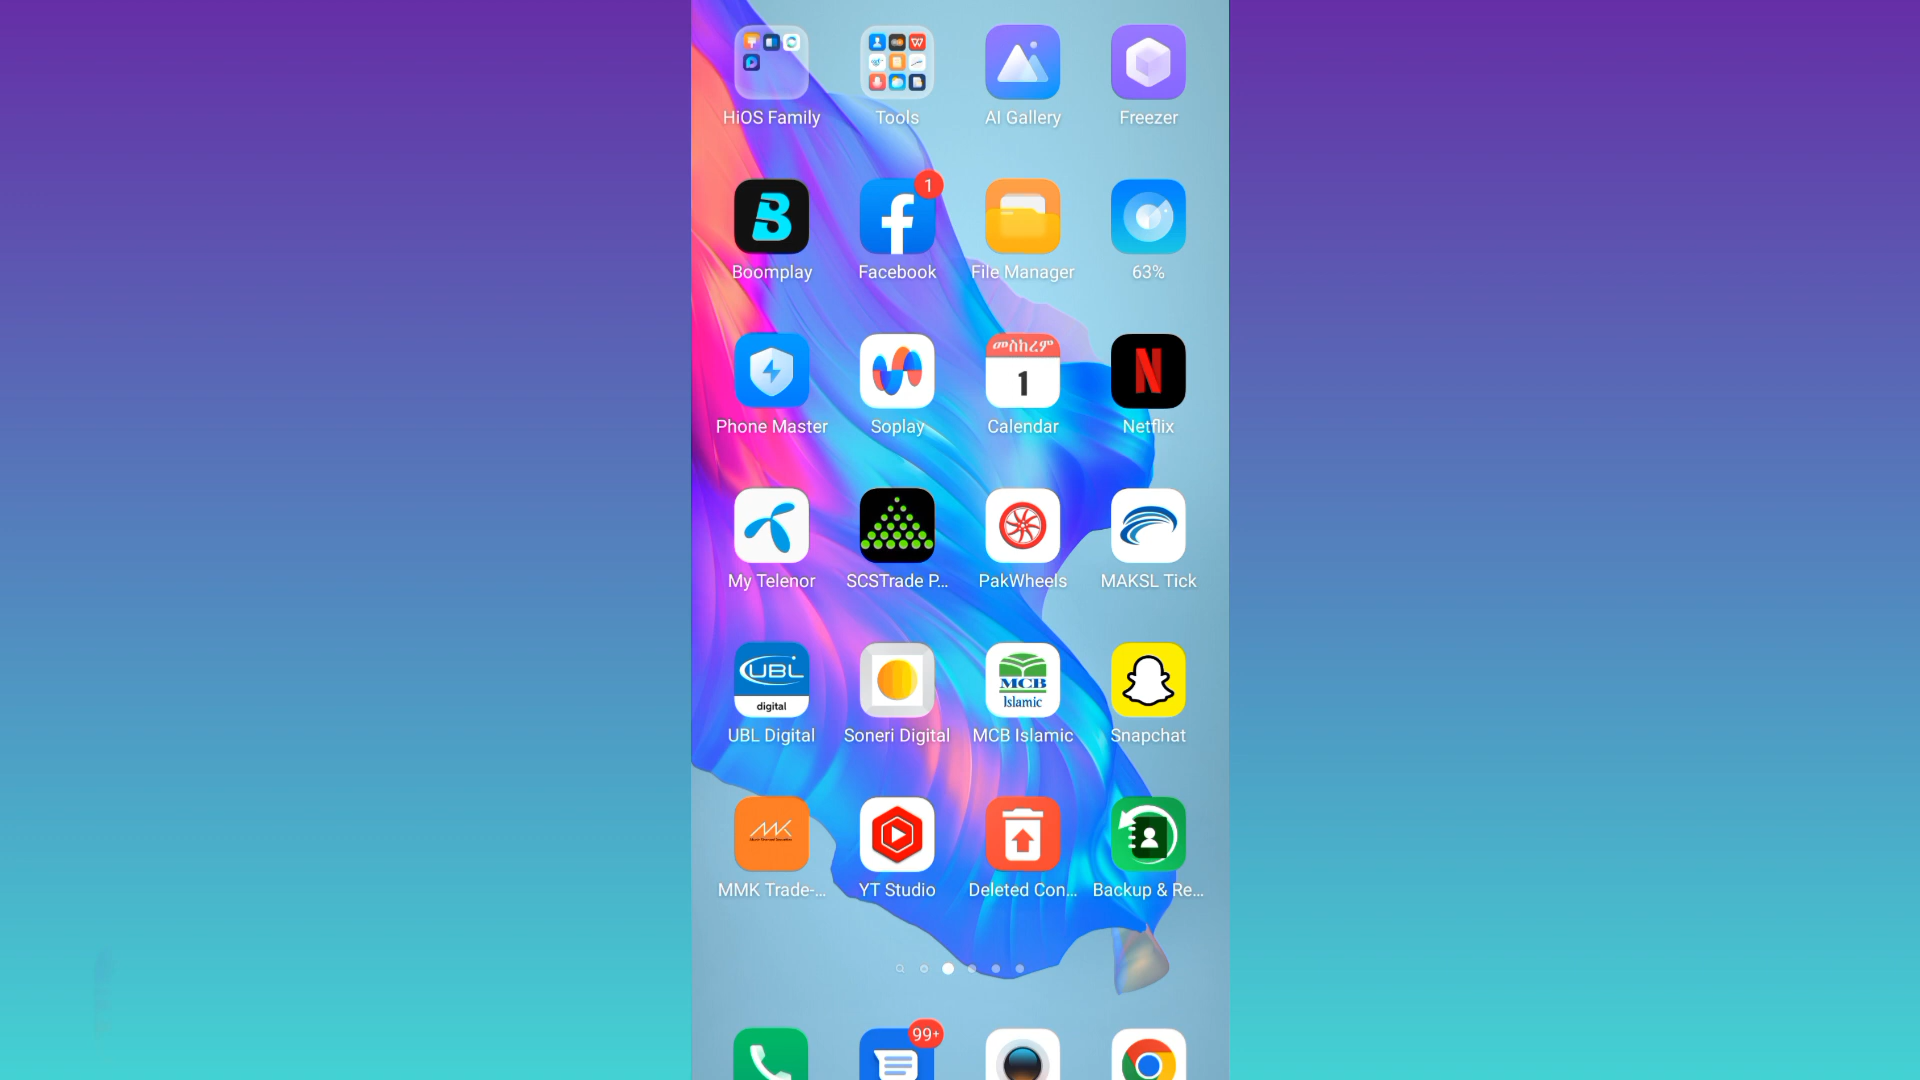 HiOS Family
Tools
AI Gallery
Freezer
1
Boomplay
Facebook
File Manager
63%
መስከረም
1
Phone Master
Soplay
Calendar
Netflix
My Telenor
SCSTrade P...
PakWheels
MAKSL Tick
UBL
digital
MCB
Islamic
UBL Digital
Soneri Digital
MCB Islamic
Snapchat
MMK
MMK Trade-...
YT Studio
Deleted Con...
Backup & Re...
99+